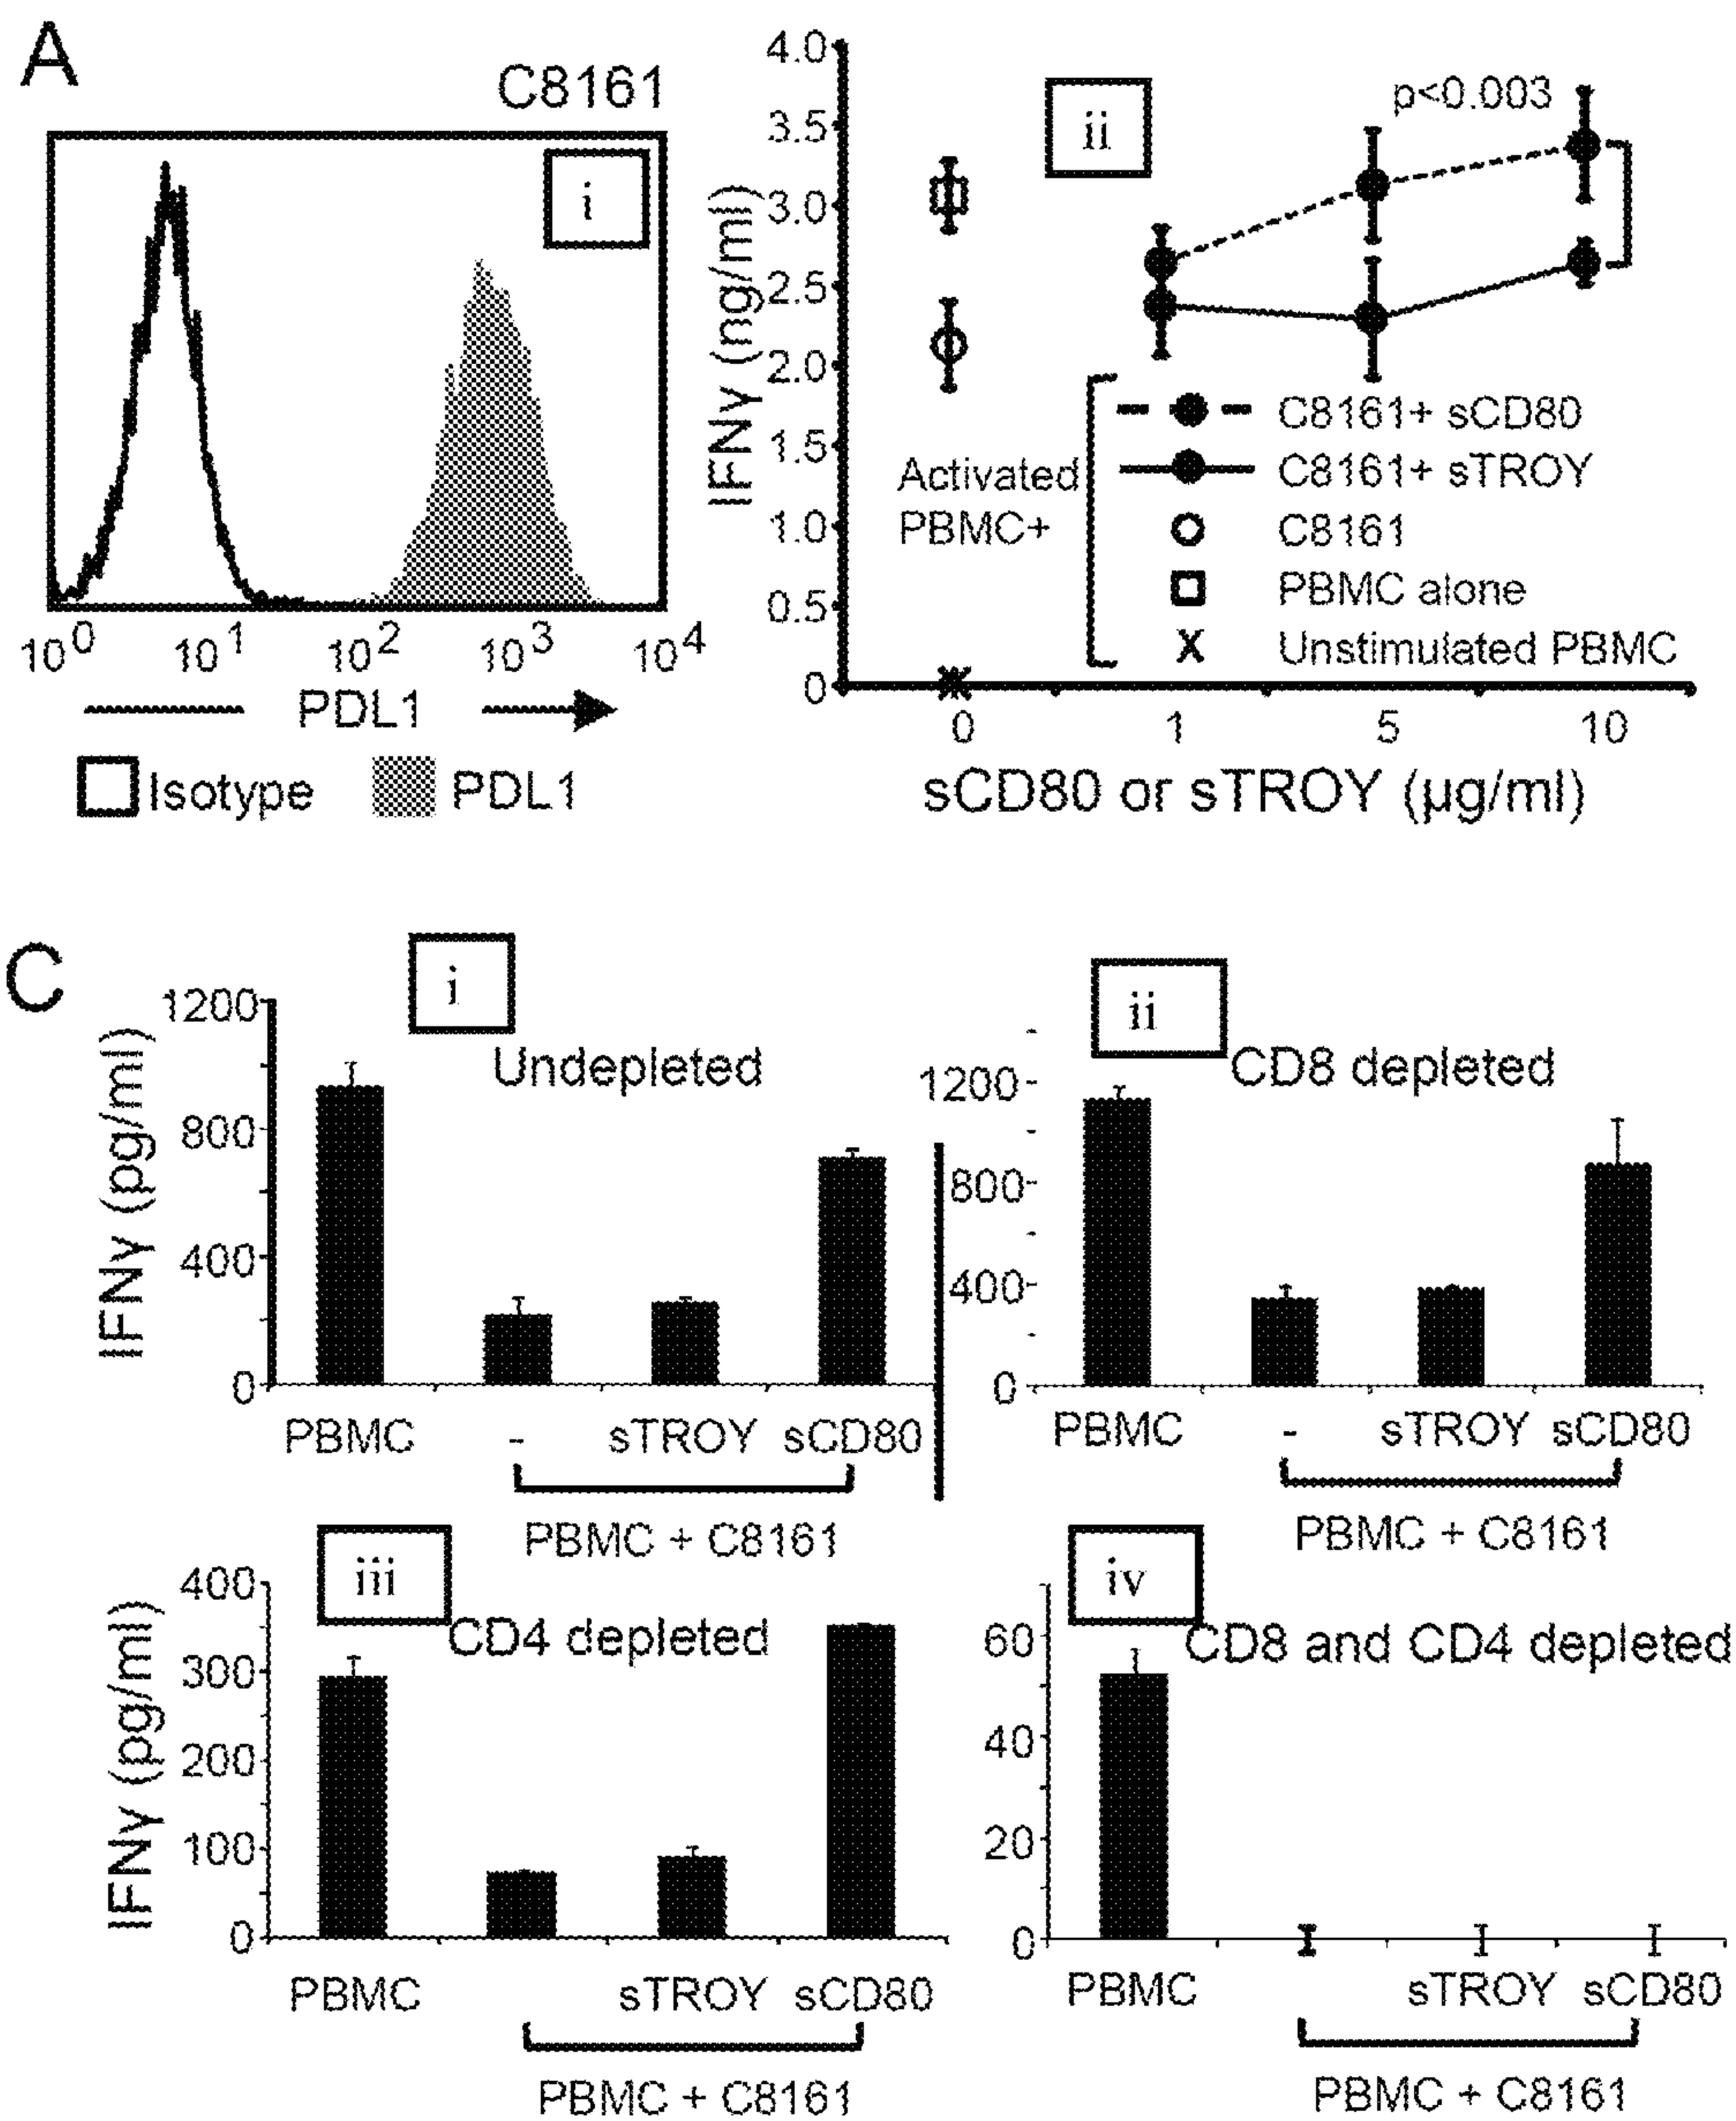 A
C8161
i
10^0 10^1 10^2 10^3 10^4
PDL1
Isotype PDL1
ii
p<0.003
IFNγ (ng/ml)
4.0
3.5
3.0
2.5
2.0
1.5
1.0
0.5
0
Activated
PBMC+
C8161+ sCD80
C8161+ sTROY
C8161
PBMC alone
X Unstimulated PBMC
0 1 5 10
sCD80 or sTROY (µg/ml)
C
i
Undepleted
IFNγ (pg/ml)
1200
800
400
0
PBMC - sTROY sCD80
PBMC + C8161
ii
CD8 depleted
1200
800
400
0
PBMC - sTROY sCD80
PBMC + C8161
iii
CD4 depleted
IFNγ (pg/ml)
400
300
200
100
0
PBMC sTROY sCD80
PBMC + C8161
iv
CD8 and CD4 depleted
60
40
20
0
PBMC sTROY sCD80
PBMC + C8161